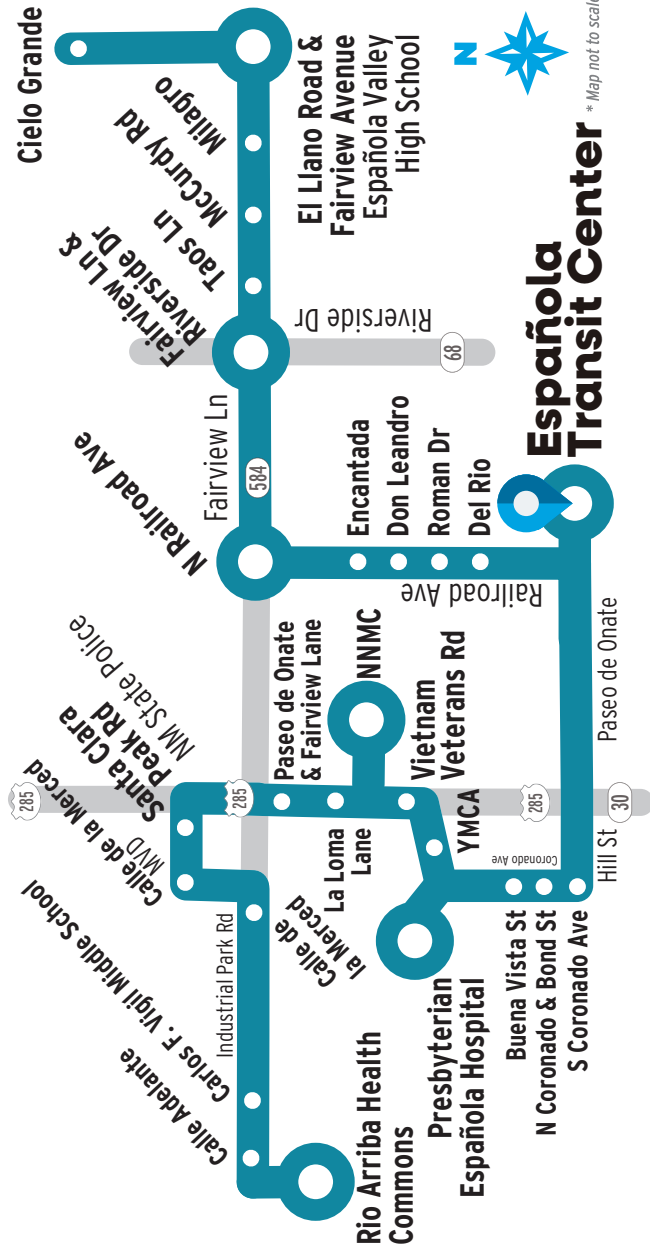 Cielo Grande
Milagro
McCurdy Rd
Taos Ln
Fairview Ln &
Riverside Dr
El Llano Road &
Fairview Avenue
Española Valley
High School
N
* Map not to scale
Riverside Dr
68
Fairview Ln
584
N Railroad Ave
Encantada
Don Leandro
Roman Dr
Del Rio
Railroad Ave
Española
Transit Center
Paseo de Onate
NM State Police
Santa Clara
Peak Rd
Calle de la Merced
MVD
285
285
Paseo de Onate
& Fairview Lane
NNMC
La Loma
Lane
Vietnam
Veterans Rd
YMCA
285
30
Hill St
Coronado Ave
Calle de
la Merced
Presbyterian
Española Hospital
Buena Vista St
N Coronado & Bond St
S Coronado Ave
Carlos F. Vigil Middle School
Industrial Park Rd
Calle Adelante
Rio Arriba Health
Commons